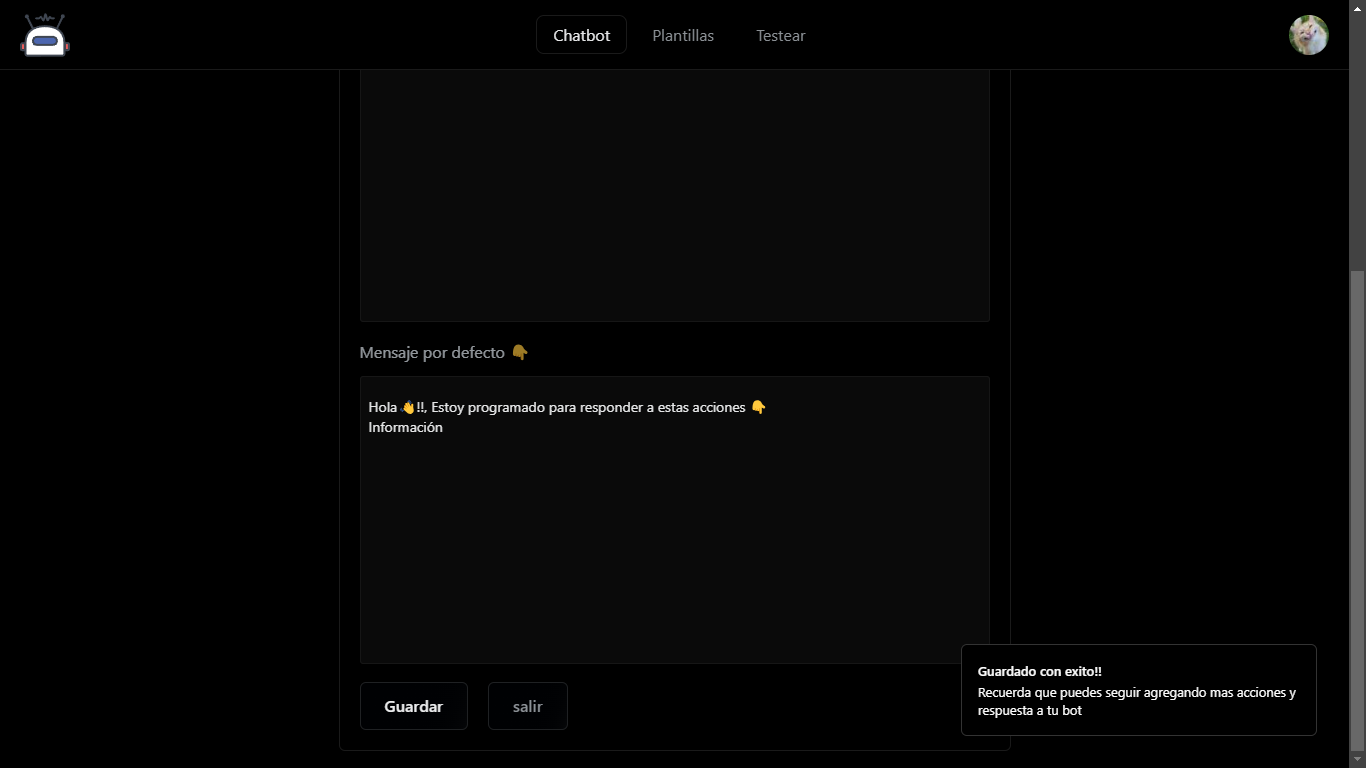 Chatbot
Plantillas
Testear
Mensaje por defecto 👇
Hola 👋!!, Estoy programado para responder a estas acciones 👇
Información
Guardar
salir
Guardado con exito!!
Recuerda que puedes seguir agregando mas acciones y
respuesta a tu bot